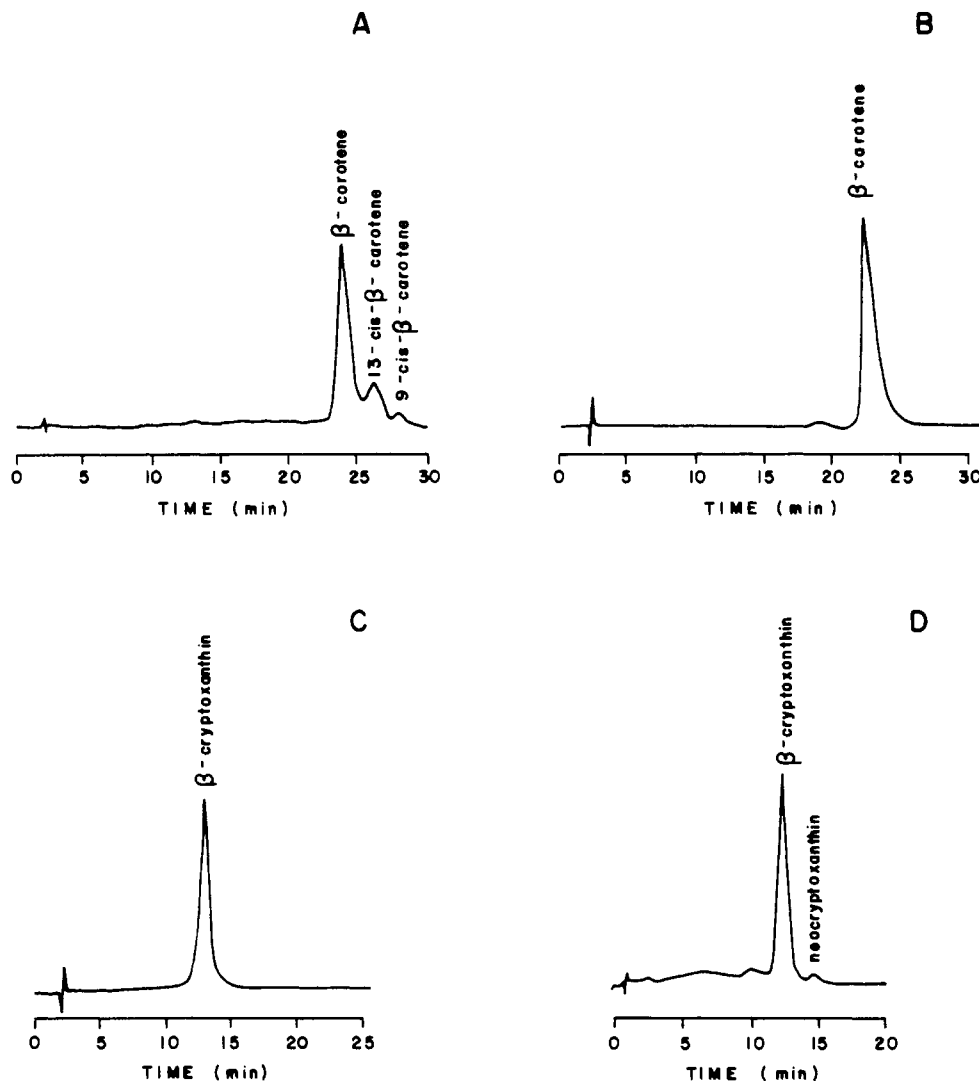 A
β-carotene
13-cis-β-carotene
9-cis-β-carotene
0 5 10 15 20 25 30
TIME (min)
B
β-carotene
0 5 10 15 20 25 30
TIME (min)
C
β-cryptoxanthin
0 5 10 15 20 25
TIME (min)
D
β-cryptoxanthin
neocryptoxanthin
0 5 10 15 20
TIME (min)